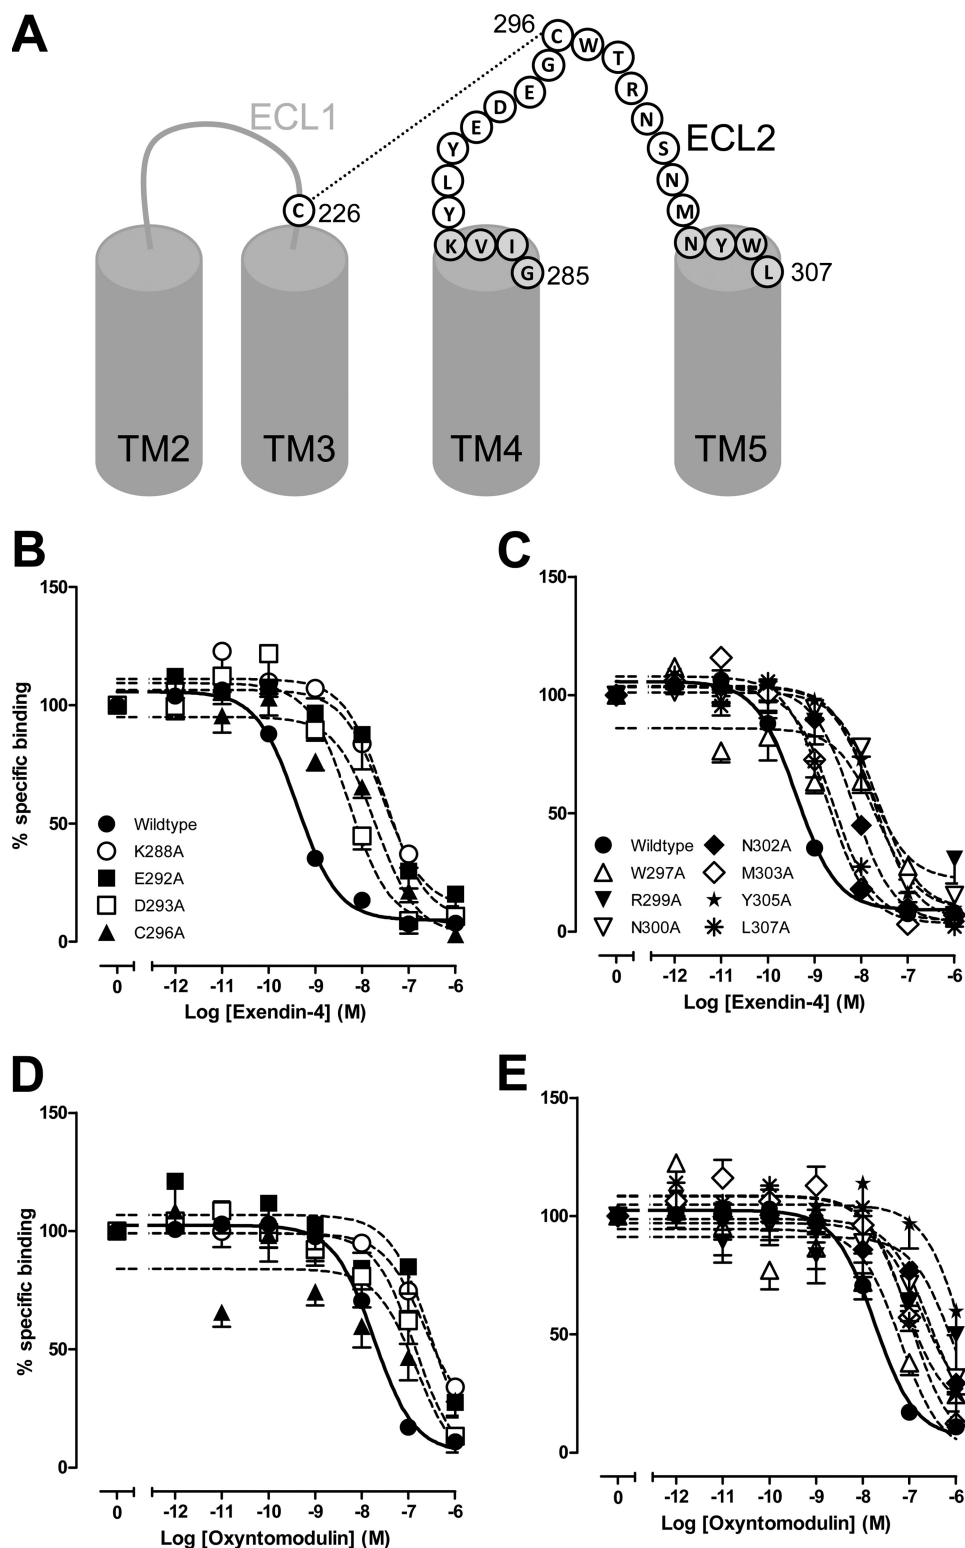 A
296
C W T R N S N M N Y W L
G E D E Y L Y K V I G
ECL1
ECL2
C
226
285
307
TM2
TM3
TM4
TM5
B
150
100
50
0
% specific binding
Wildtype
K288A
E292A
D293A
C296A
0 -12 -11 -10 -9 -8 -7 -6
Log [Exendin-4] (M)
C
150
100
50
0
Wildtype
W297A
R299A
N300A
N302A
M303A
Y305A
L307A
0 -12 -11 -10 -9 -8 -7 -6
Log [Exendin-4] (M)
D
150
100
50
0
% specific binding
0 -12 -11 -10 -9 -8 -7 -6
Log [Oxyntomodulin] (M)
E
150
100
50
0
0 -12 -11 -10 -9 -8 -7 -6
Log [Oxyntomodulin] (M)